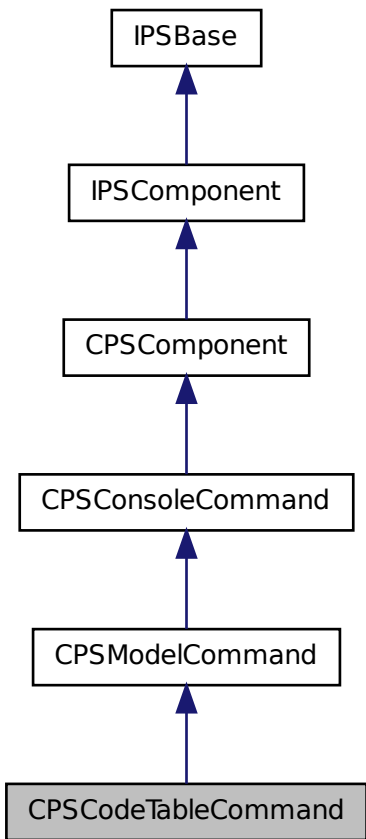 IPSBase
IPSComponent
CPSComponent
CPSConsoleCommand
CPSModelCommand
CPSCodeTableCommand